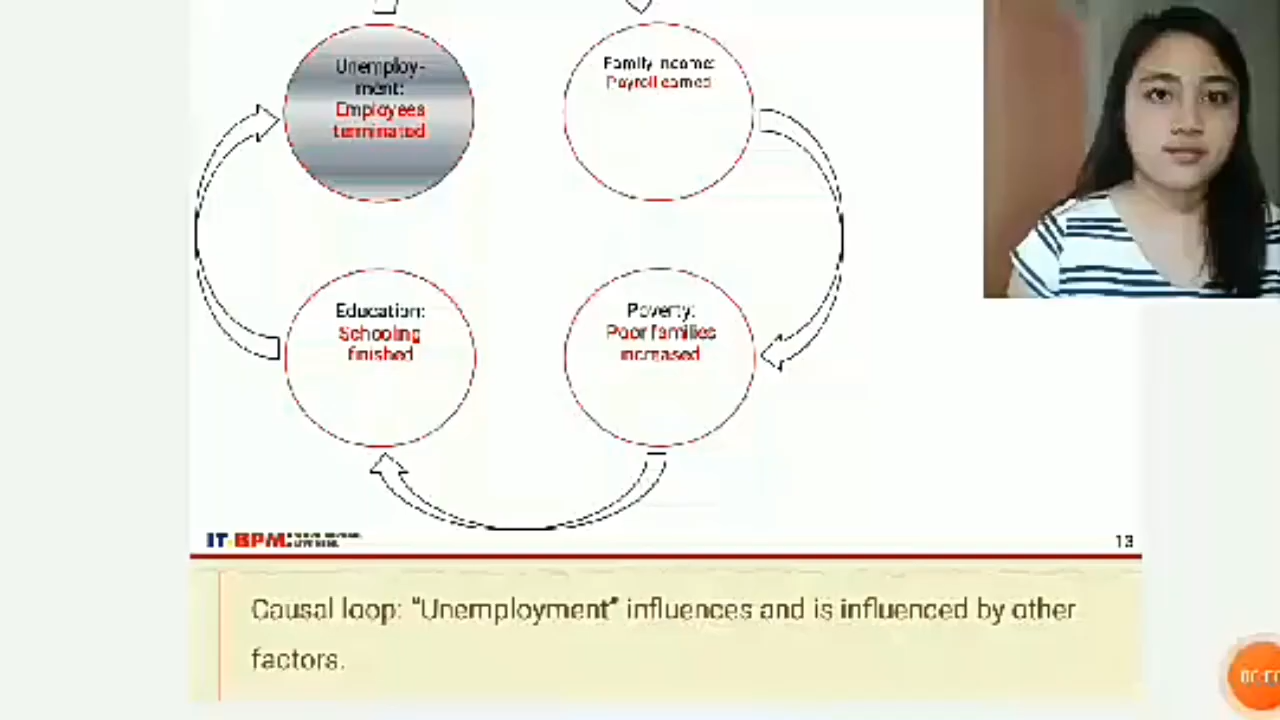 Unemploy-
ment:
Employees
terminated
Family Income:
Payroll earned
Education:
Schooling
finished
Poverty:
Poor families
increased
IT-BPM
13
Causal loop: "Unemployment" influences and is influenced by other
factors.